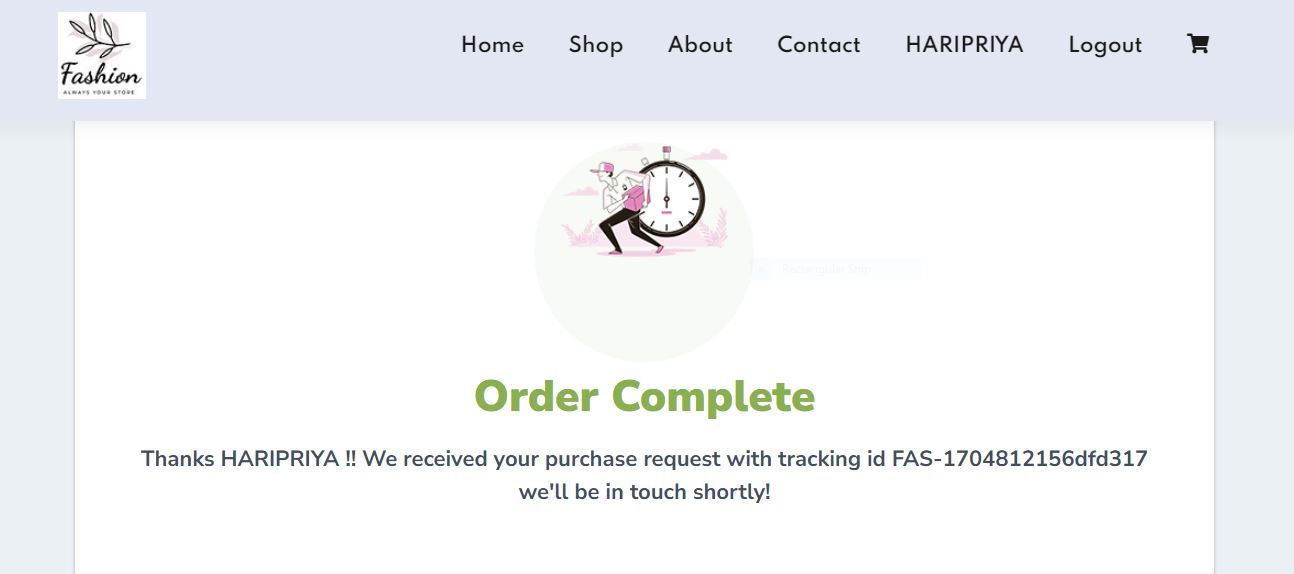 Fashion
ALWAYS YOUR STORE
Home Shop About Contact HARIPRIYA Logout
Rectangular Snip
Order Complete
Thanks HARIPRIYA !! We received your purchase request with tracking id FAS-1704812156dfd317
we'll be in touch shortly!